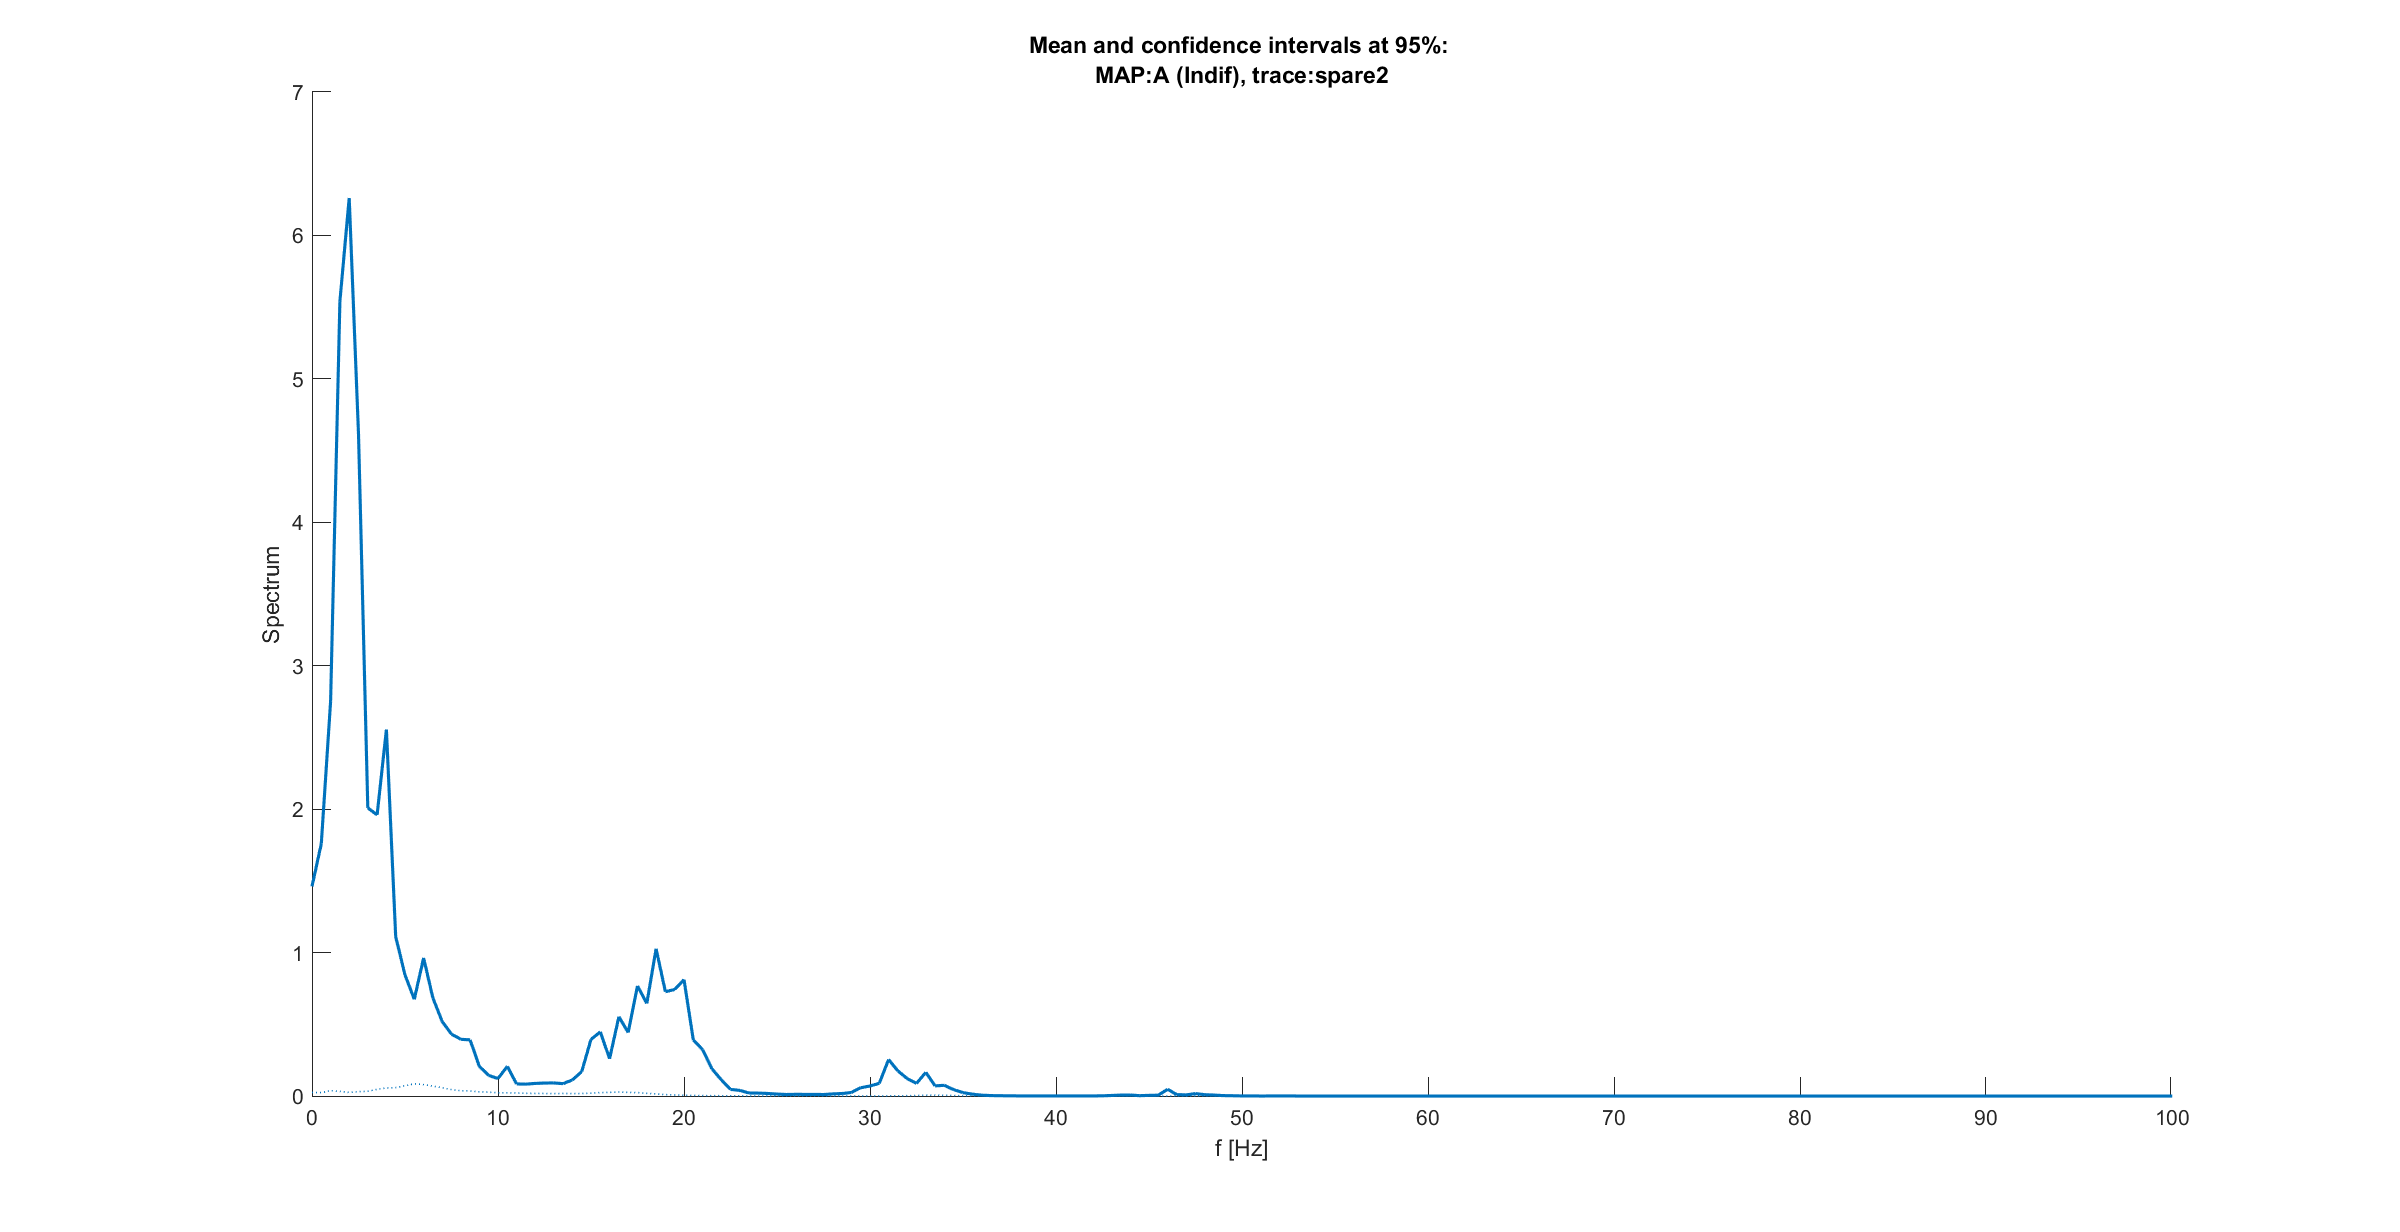 Mean and confidence intervals at 95%:
MAP:A (Indif), trace:spare2
7
6
5
4
3
2
1
0
Spectrum
0 10 20 30 40 50 60 70 80 90 100
f [Hz]